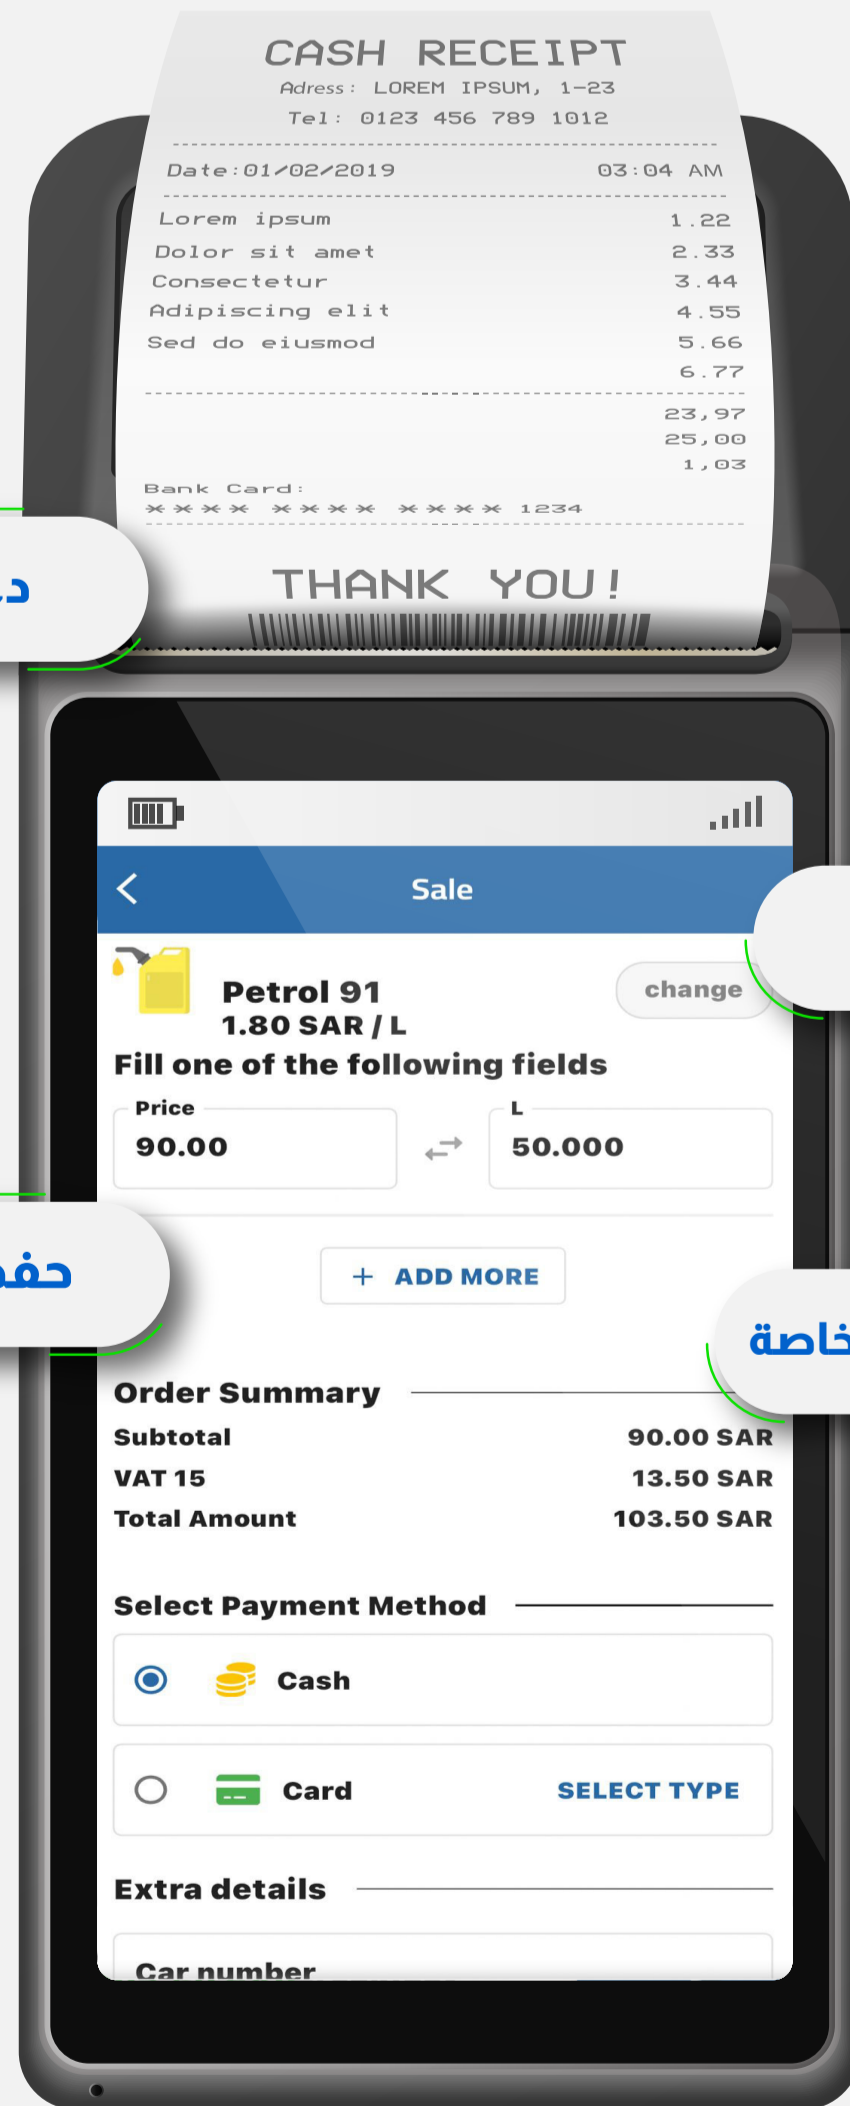 CASH RECEIPT
Adress: LOREM IPSUM, 1-23
Tel: 0123 456 789 1012
Date:01/02/2019 03:04 AM
Lorem ipsum 1.22
Dolor sit amet 2.33
Consectetur 3.44
Adipiscing elit 4.55
Sed do eiusmod 5.66
6.77
23,97
25,00
1,03
Bank Card:
**** **** **** 1234
THANK YOU!
Sale
Petrol 91
change
1.80 SAR / L
Fill one of the following fields
Price L
90.00 50.000
+ ADD MORE
خاصة
Order Summary
Subtotal 90.00 SAR
VAT 15 13.50 SAR
Total Amount 103.50 SAR
Select Payment Method
Cash
Card SELECT TYPE
Extra details
Car number